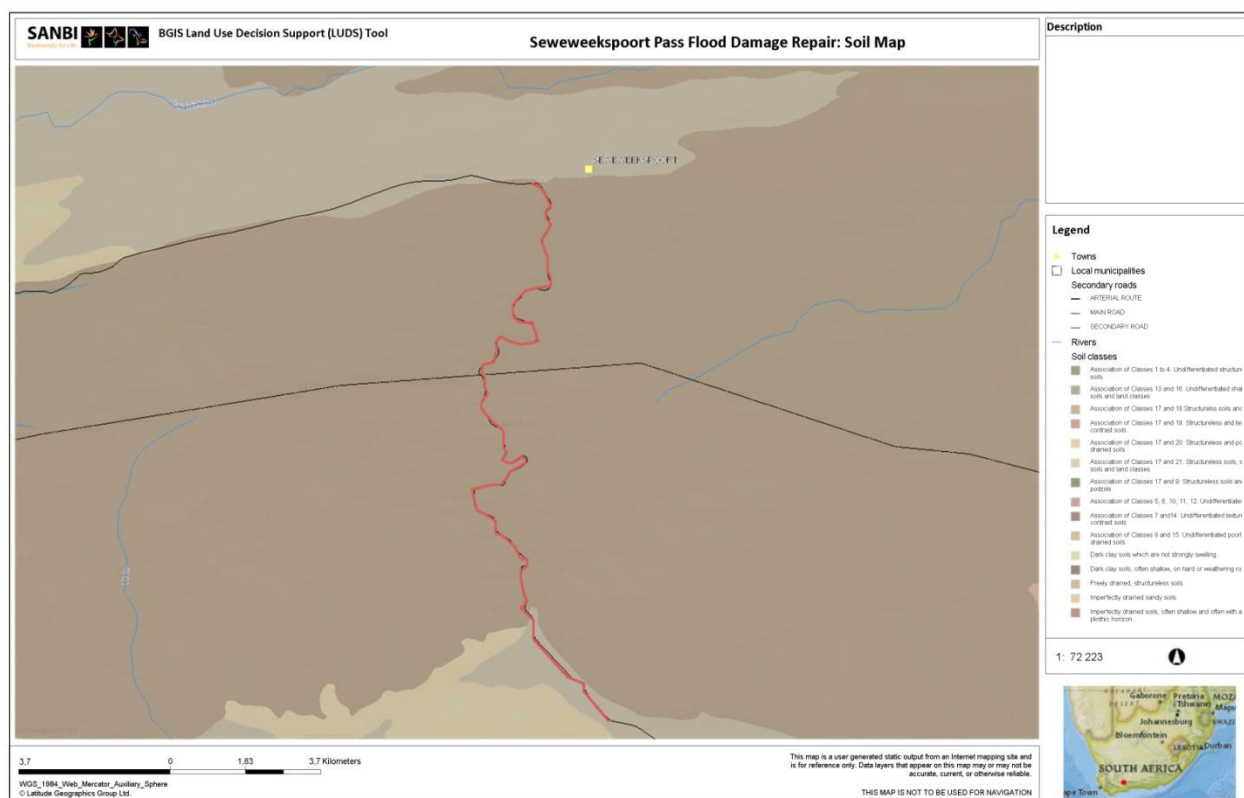 SANBI
Biodiversity for Life
BGIS Land Use Decision Support (LUDS) Tool
Seweweekspoort Pass Flood Damage Repair: Soil Map
Description
SEWEWEEKSPOORT
Legend
Towns
Local municipalities
Secondary roads
ARTERIAL ROUTE
MAIN ROAD
SECONDARY ROAD
Rivers
Soil classes
Association of Classes 1 to 4: Undifferentiated structure
soils
Association of Classes 13 and 16: Undifferentiated shal
soils and land classes
Association of Classes 17 and 18: Structureless soils and
Association of Classes 17 and 19: Structureless and te
contrast soils
Association of Classes 17 and 20: Structureless and po
drained soils
Association of Classes 17 and 21: Structureless soils, s
soils and land classes
Association of Classes 17 and 9: Structureless soils an
podzols
Association of Classes 5, 6, 10, 11, 12: Undifferentiated
Association of Classes 7 and14: Undifferentiated texture
contrast soils
Association of Classes 8 and 15: Undifferentiated poorl
drained soils
Dark clay soils which are not strongly swelling
Dark clay soils, often shallow, on hard or weathering ro
Freely drained, structureless soils
Imperfectly drained sandy soils
Imperfectly drained soils, often shallow and often with a
plinthic horizon
1: 72 223
Gaborone
Pretoria
(Tshwane)
MOZA
Maput
Johannesburg
SWAZI
Bloemfontein
LESOTHO
Durban
SOUTH AFRICA
ape Town
3,7 0 1,83 3,7 Kilometers
WGS_1984_Web_Mercator_Auxiliary_Sphere
© Latitude Geographics Group Ltd.
This map is a user generated static output from an Internet mapping site and
is for reference only. Data layers that appear on this map may or may not be
accurate, current, or otherwise reliable.
THIS MAP IS NOT TO BE USED FOR NAVIGATION